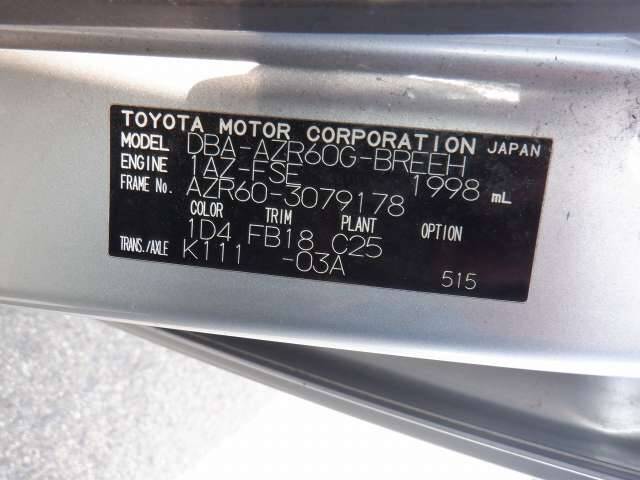 TOYOTA MOTOR CORPORATION JAPAN
MODEL DBA-AZR60G-BREEH
ENGINE 1AZ-FSE 1998 mL
FRAME No. AZR60-3079178
COLOR TRIM PLANT OPTION
1D4 FB18 C25
TRANS./AXLE K111 -03A
515